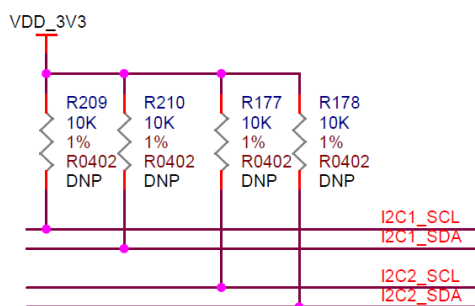 VDD_3V3
R209
10K
1%
R0402
DNP
R210
10K
1%
R0402
DNP
R177
10K
1%
R0402
DNP
R178
10K
1%
R0402
DNP
I2C1_SCL
I2C1_SDA
I2C2_SCL
I2C2_SDA